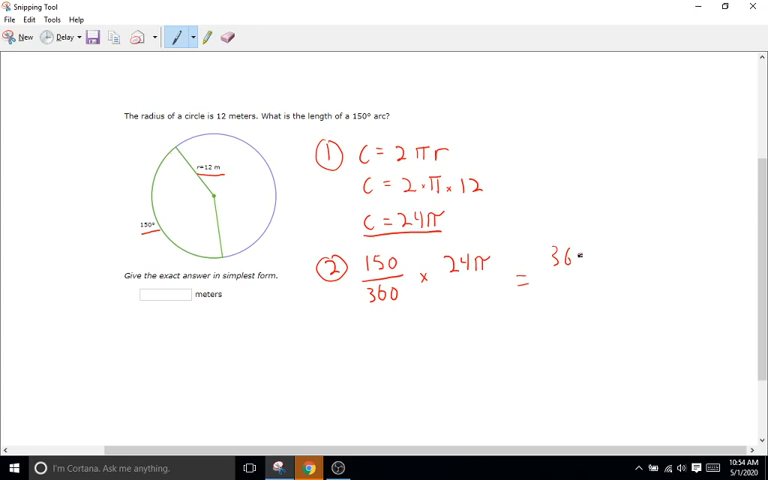 Snipping Tool
File Edit Tools Help
New Delay
The radius of a circle is 12 meters. What is the length of a 150° arc?
r=12 m
150°
Give the exact answer in simplest form.
meters
1 C = 2 π r
C = 2 · π × 12
C = 24π
2 150/360 × 24π = 36
I'm Cortana. Ask me anything.
10:54 AM
5/1/2020